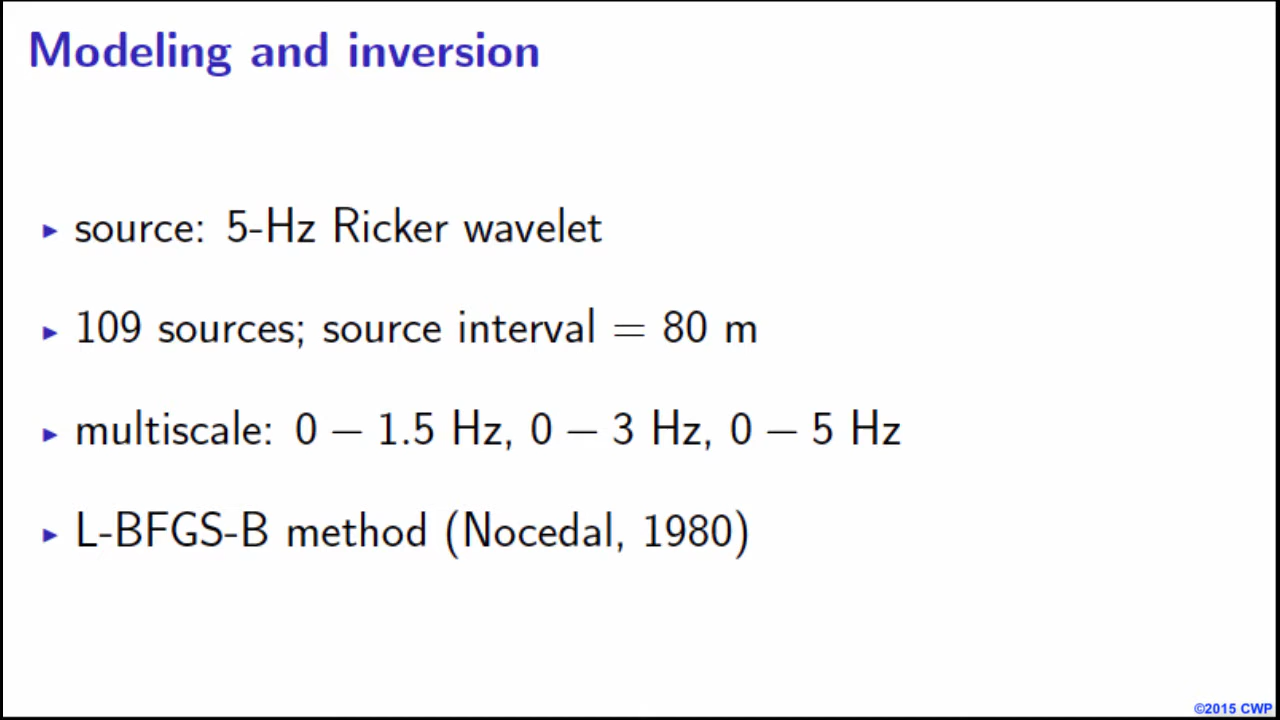 Modeling and inversion
▸ source: 5-Hz Ricker wavelet
▸ 109 sources; source interval = 80 m
▸ multiscale: 0 − 1.5 Hz, 0 − 3 Hz, 0 − 5 Hz
▸ L-BFGS-B method (Nocedal, 1980)
©2015 CWP